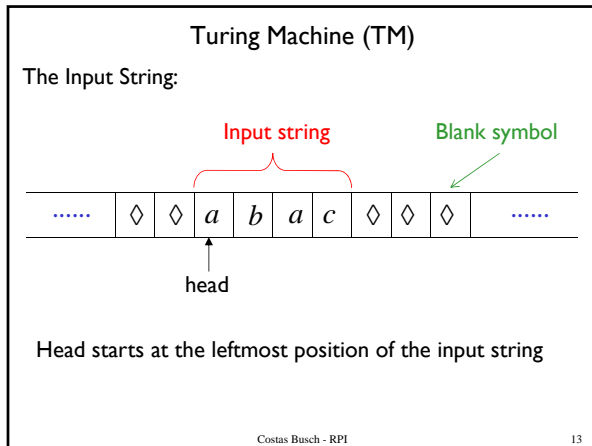 Turing Machine (TM)
The Input String:
Input string
Blank symbol
...... ◊ ◊ a b a c ◊ ◊ ◊ ......
head
Head starts at the leftmost position of the input string
Costas Busch - RPI
13